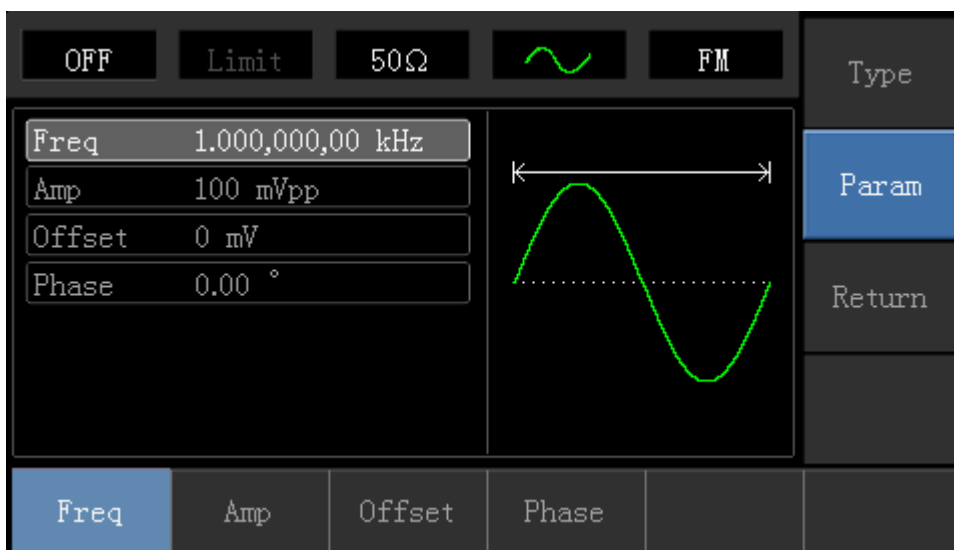 OFF Limit 50Ω FM
Type
Freq 1.000,000,00 kHz
Amp 100 mVpp
Param
Offset 0 mV
Phase 0.00 °
Return
Freq Amp Offset Phase